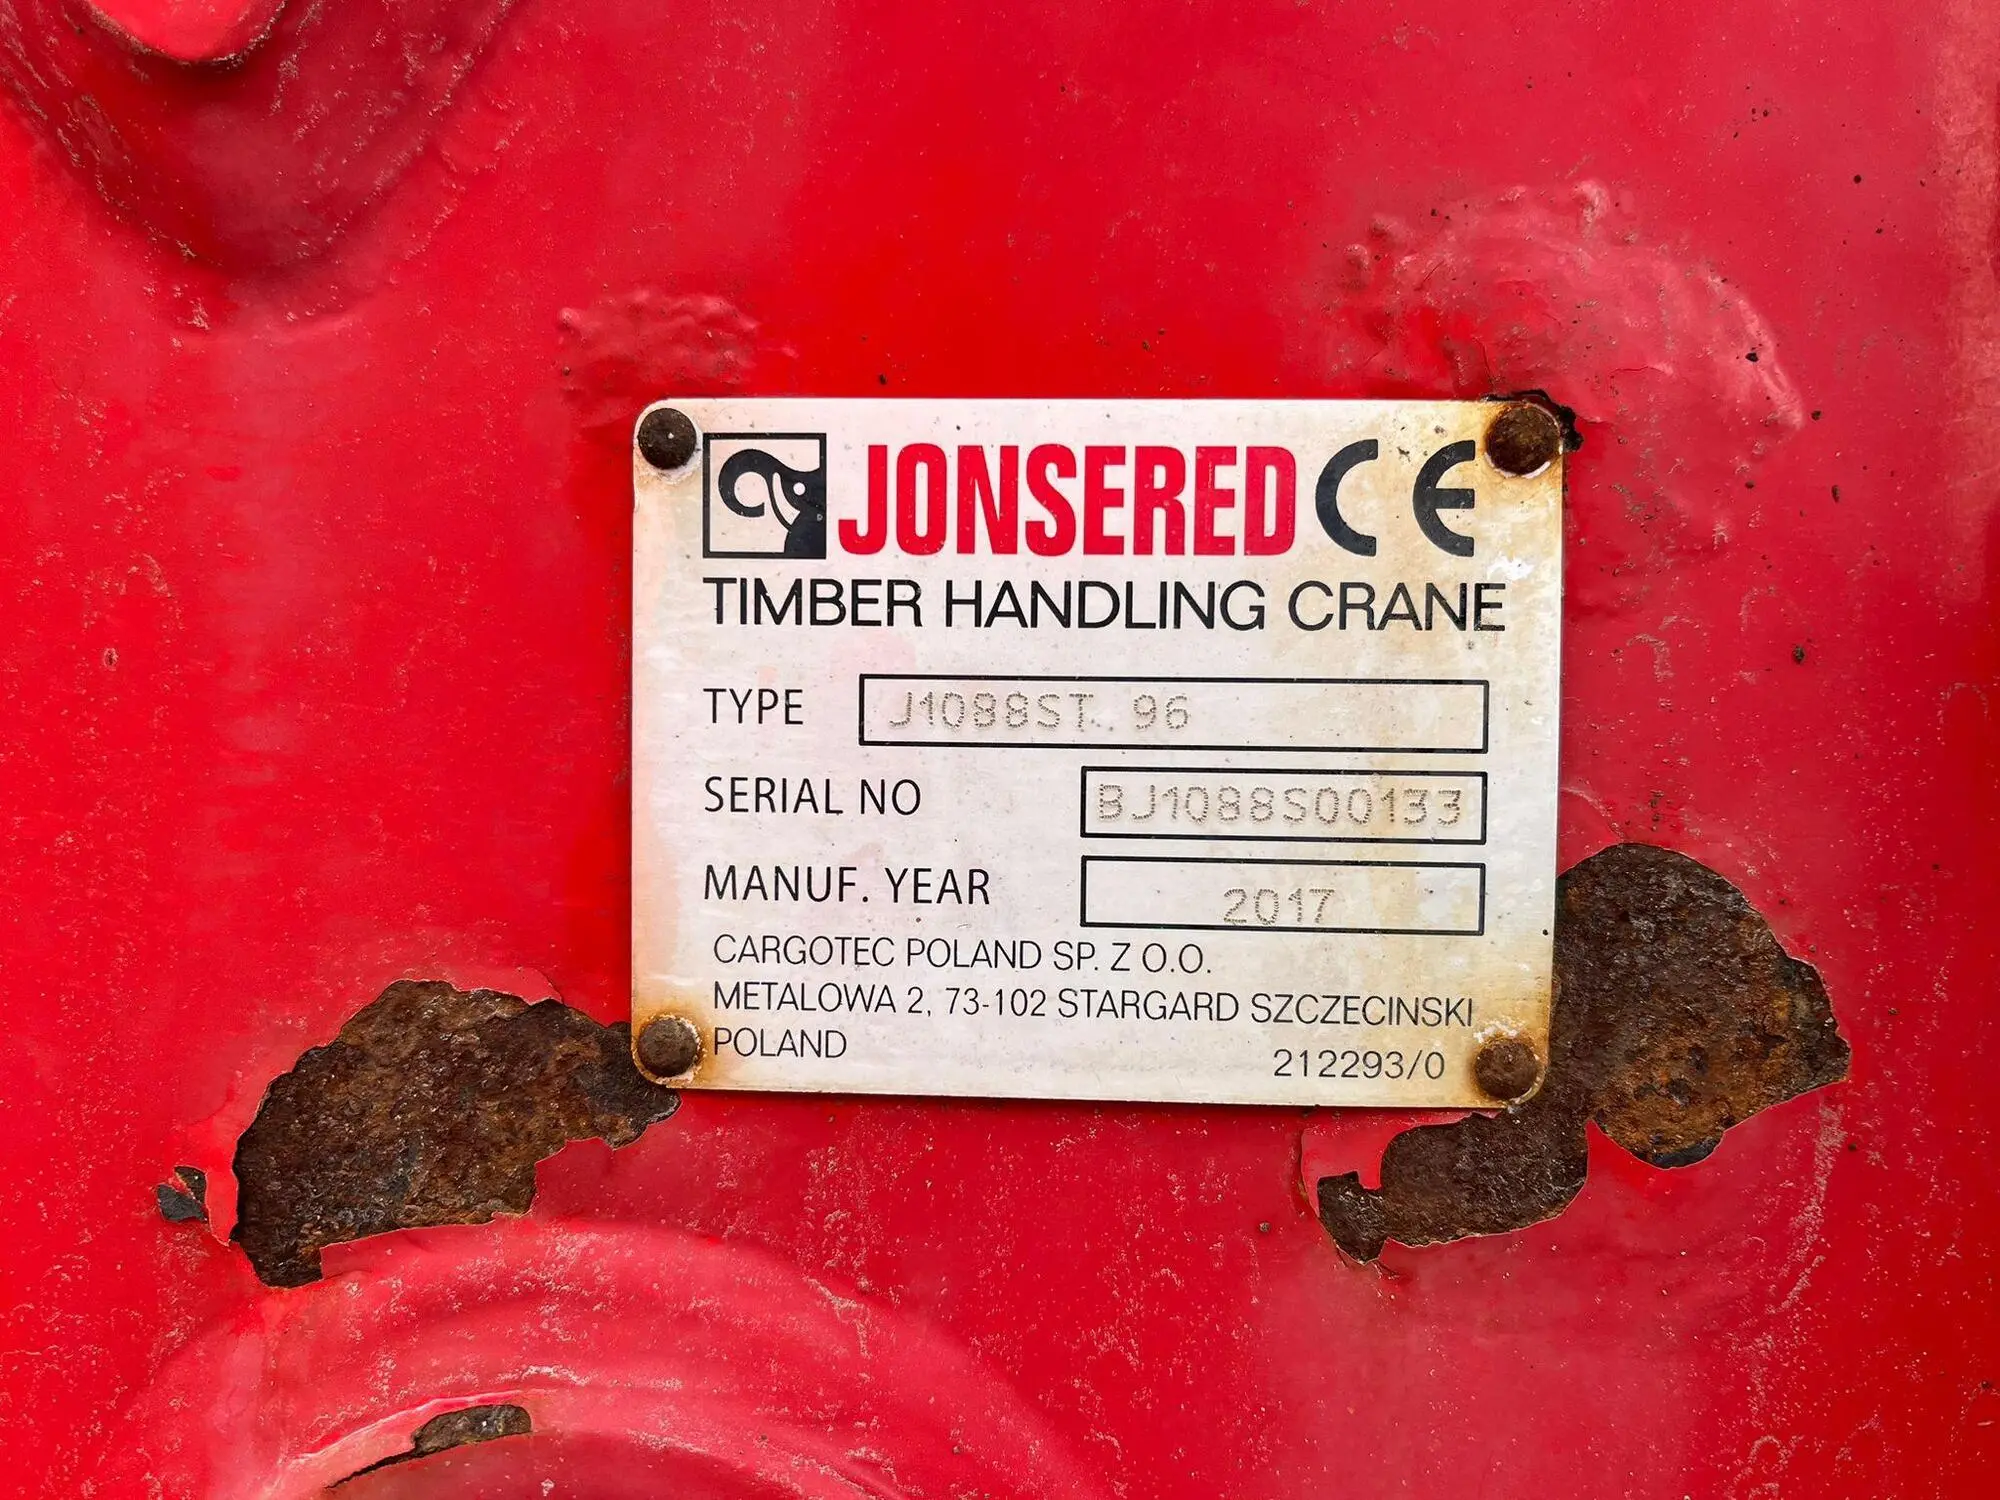 JONSERED CE
TIMBER HANDLING CRANE
TYPE J1088ST 96
SERIAL NO BJ1088S00133
MANUF. YEAR 2017
CARGOTEC POLAND SP. Z O.O.
METALOWA 2, 73-102 STARGARD SZCZECINSKI
POLAND
212293/0